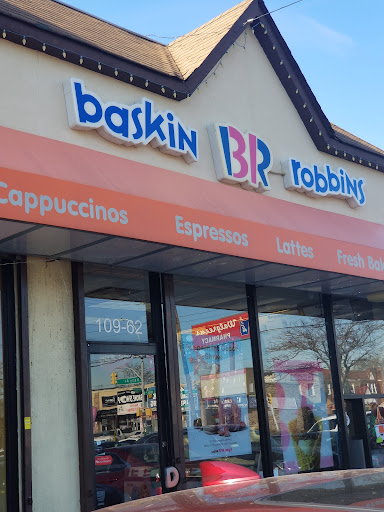 baskin BR robbins
Cappuccinos Espressos Lattes Fresh Bak
109-62
Walgreens
PHARMACY
D